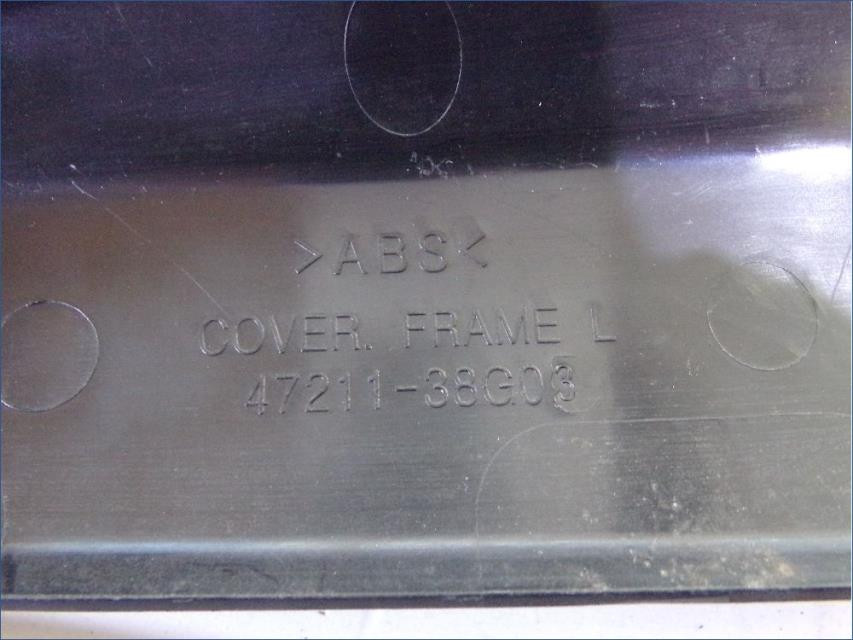 >ABS<
COVER. FRAME L
47211-38G03